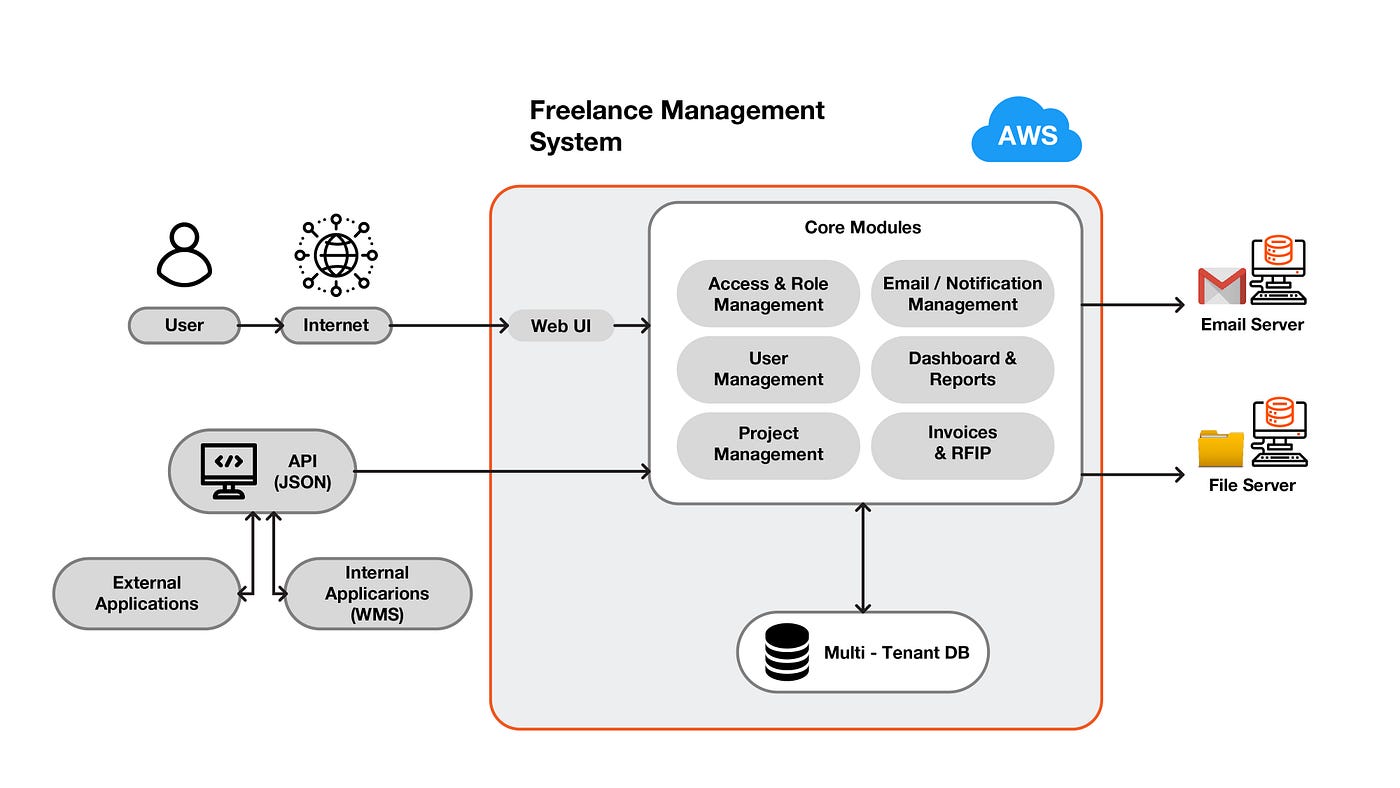 Freelance Management
System
AWS
User
Internet
Web UI
Core Modules
Access & Role
Management
Email / Notification
Management
User
Management
Dashboard &
Reports
Project
Management
Invoices
& RFIP
Email Server
File Server
API
(JSON)
External
Applications
Internal
Applicarions
(WMS)
Multi - Tenant DB